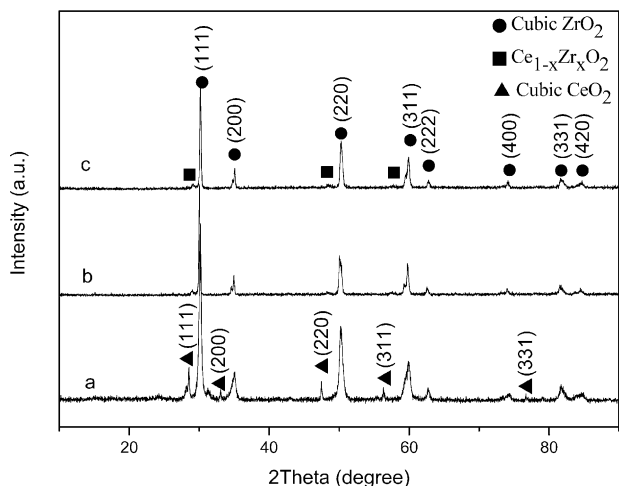 Cubic ZrO2
Ce1-xZrxO2
Cubic CeO2
(111)
(200)
(220)
(311)
(222)
(400)
(331)
(420)
c
b
a
(111)
(200)
(220)
(311)
(331)
Intensity (a.u.)
20
40
60
80
2Theta (degree)